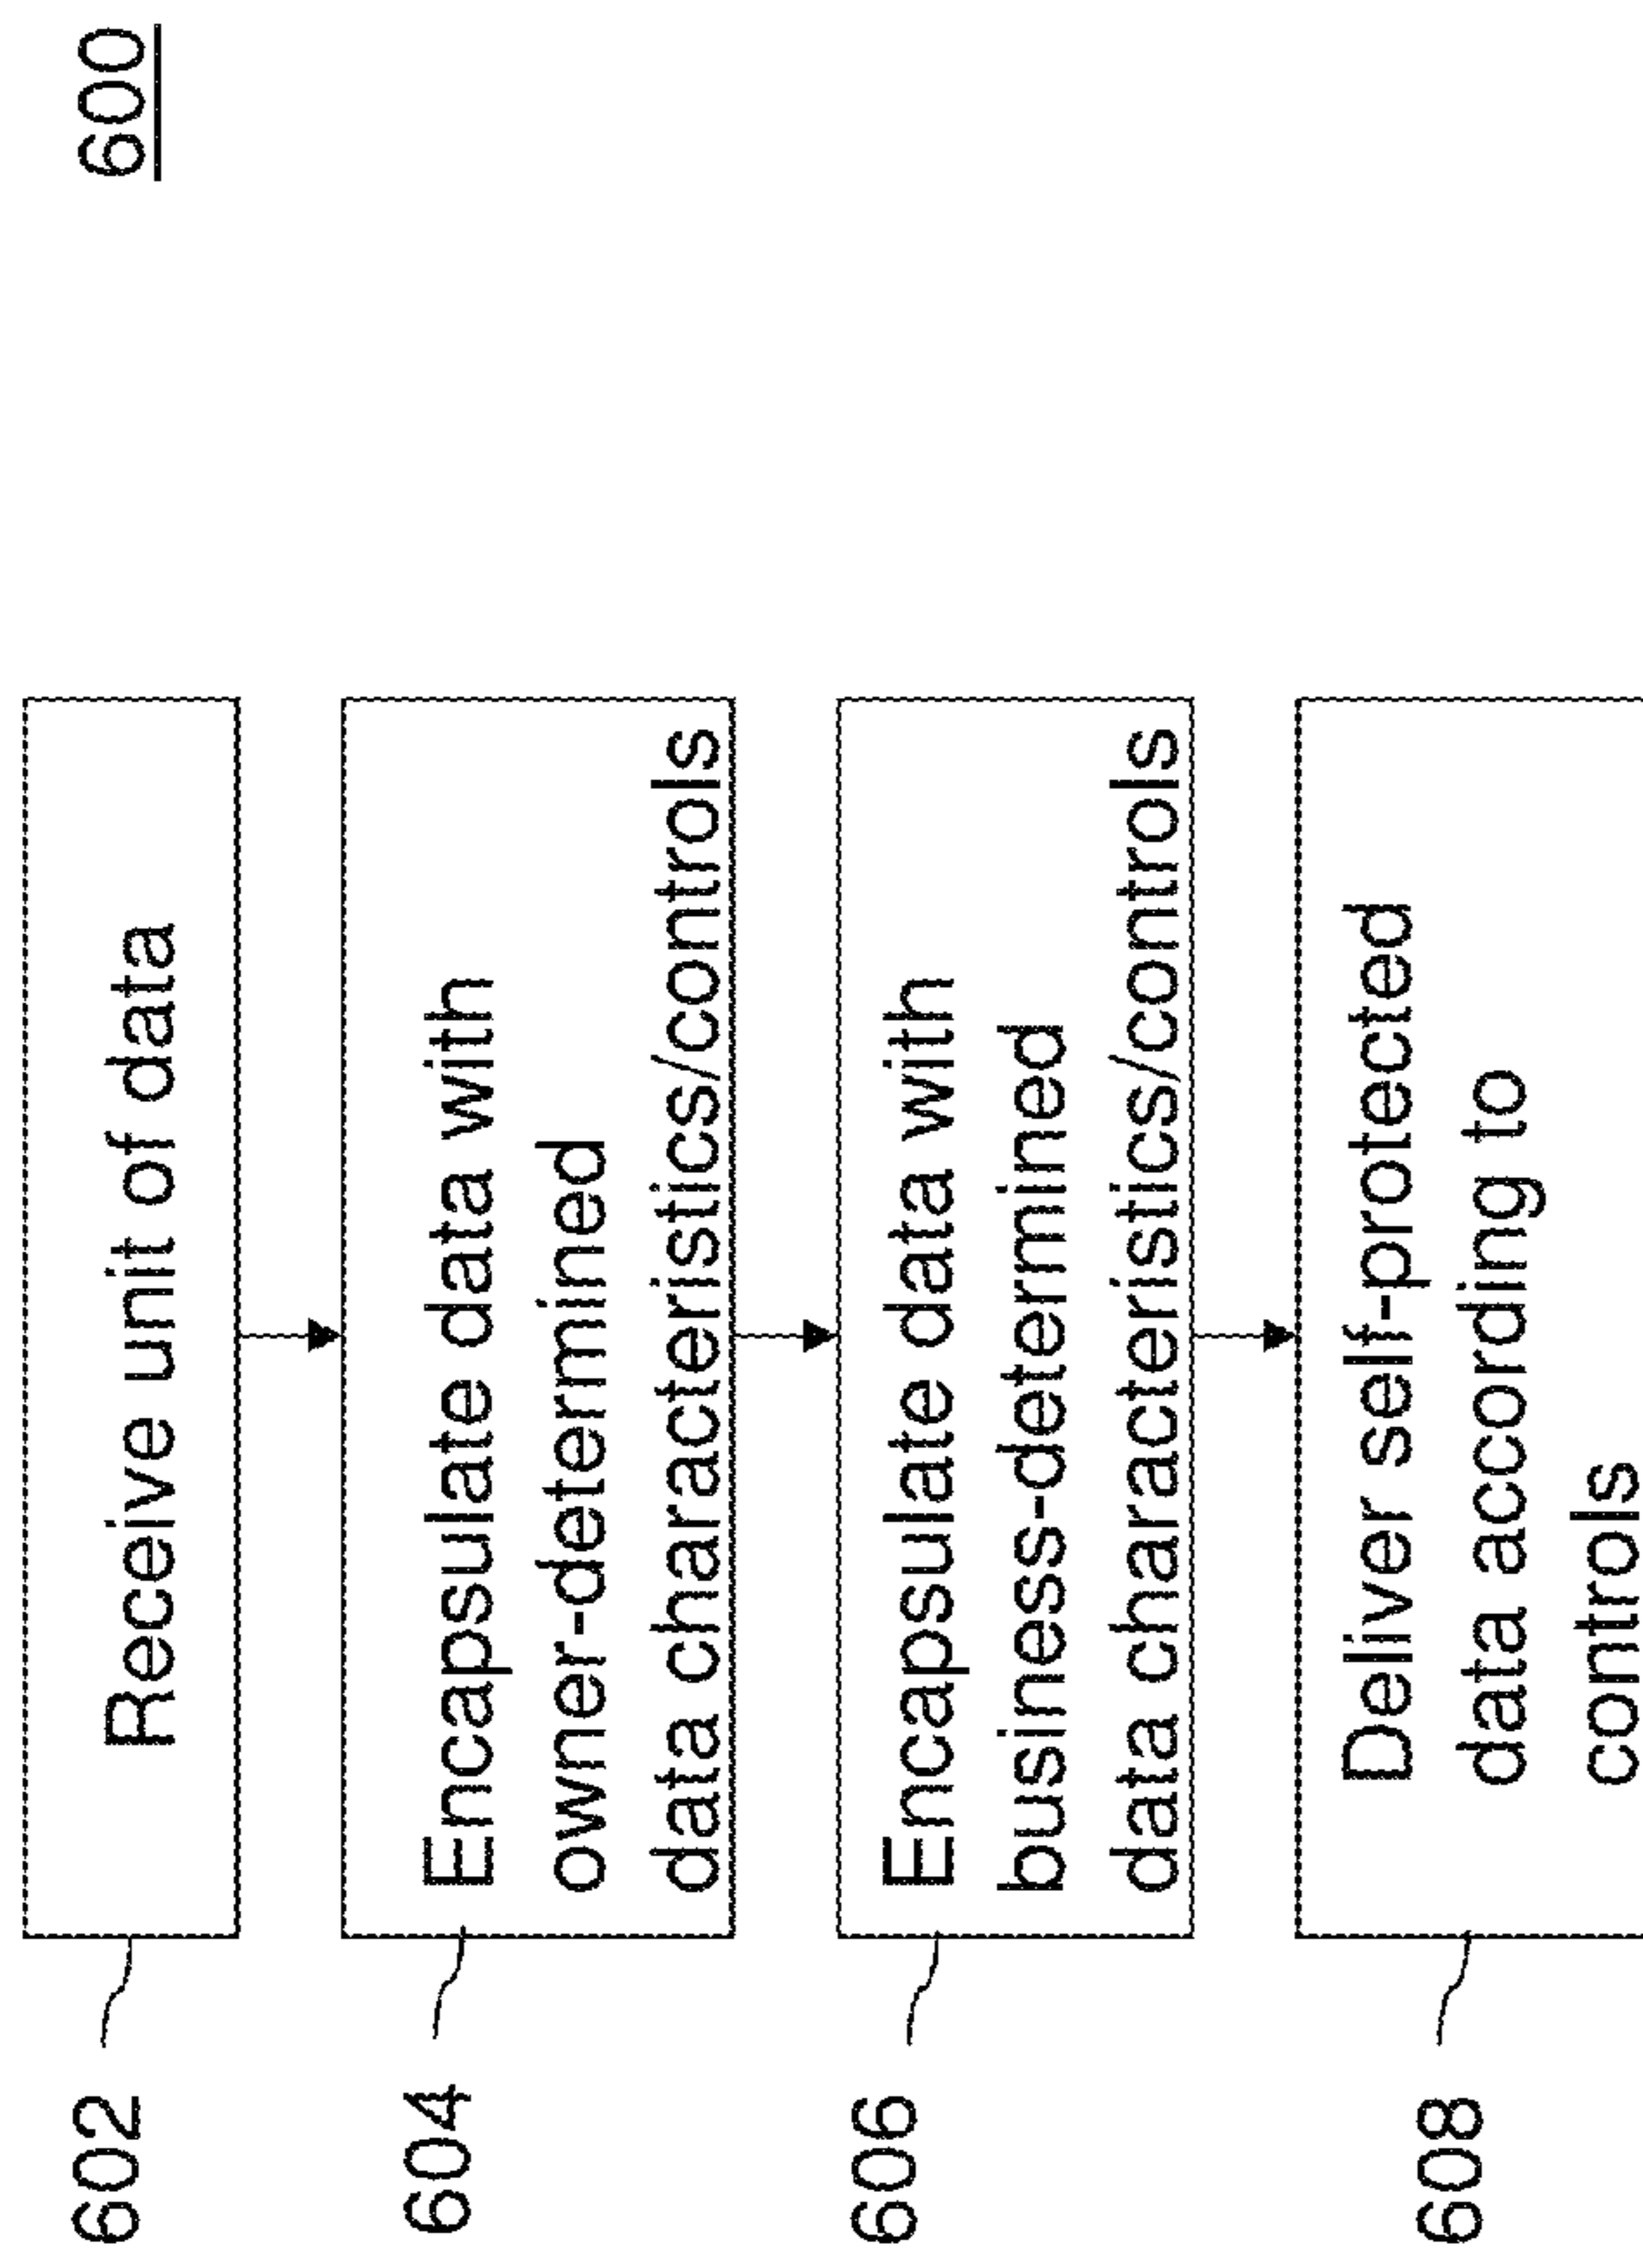 600
602
Receive unit of data
604
Encapsulate data with
owner-determined
data characteristics/controls
606
Encapsulate data with
business-determined
data characteristics/controls
608
Deliver self-protected
data according to
controls